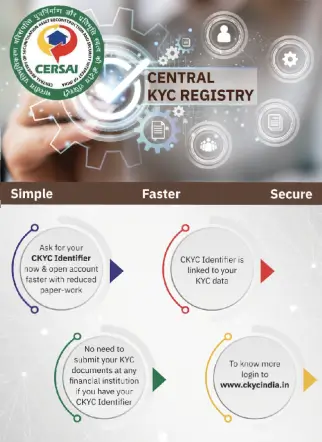 CERSAI
CENTRAL
KYC REGISTRY
Simple Faster Secure
Ask for your
CKYC Identifier
now & open account
faster with reduced
paper-work
CKYC Identifier is
linked to your
KYC data
No need to
submit your KYC
documents at any
financial institution
if you have your
CKYC Identifier
To know more
login to
www.ckycindia.in